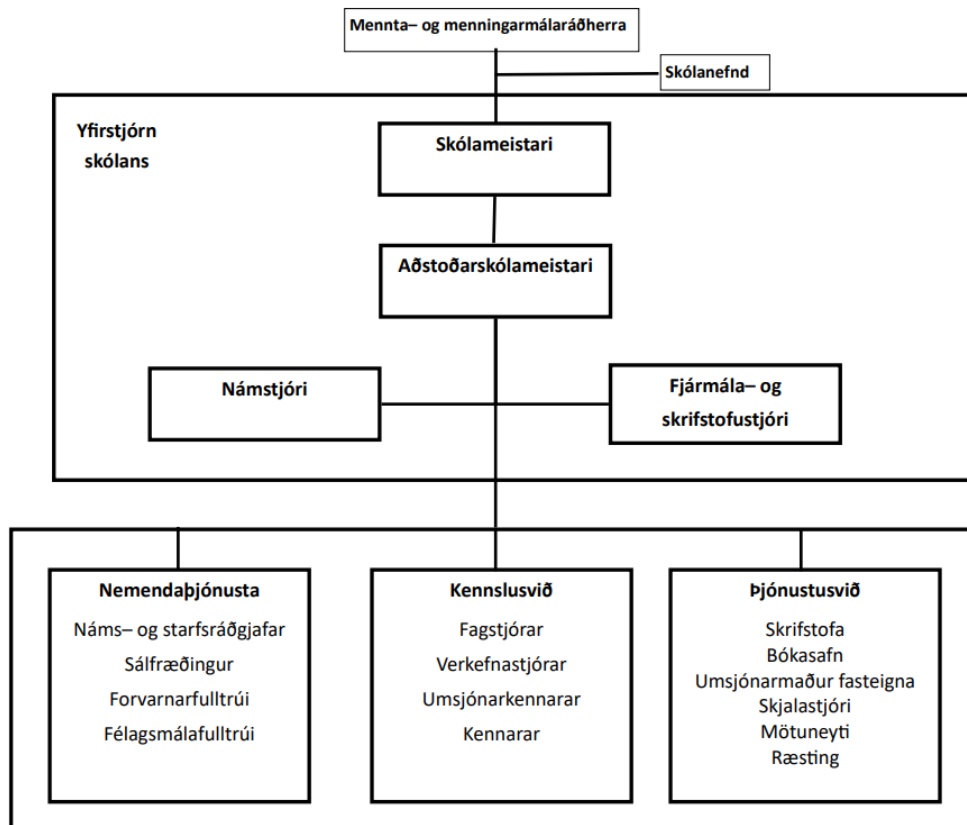 Mennta– og menningarmálaráðherra
Skólanefnd
Yfirstjórn
skólans
Skólameistari
Aðstoðarskólameistari
Námstjóri
Fjármála– og
skrifstofustjóri
Nemendaþjónusta
Náms– og starfsráðgjafar
Sálfræðingur
Forvarnarfulltrúi
Félagsmálafulltrúi
Kennslusvið
Fagstjórar
Verkefnastjórar
Umsjónarkennarar
Kennarar
Þjónustusvið
Skrifstofa
Bókasafn
Umsjónarmaður fasteigna
Skjalastjóri
Mötuneyti
Ræsting